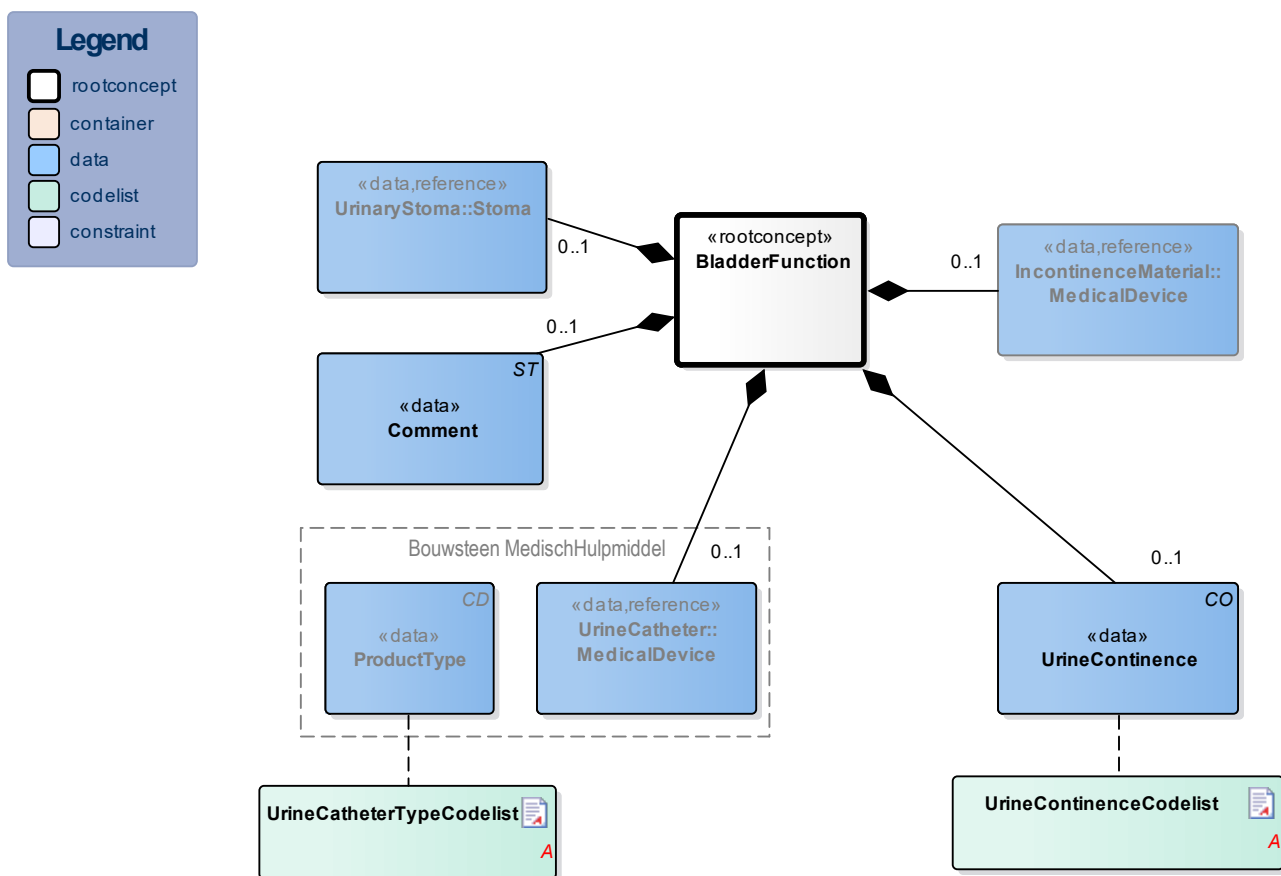 Legend
rootconcept
container
data
codelist
constraint
«data,reference»
UrinaryStoma::Stoma
0..1
«rootconcept»
BladderFunction
0..1
«data,reference»
IncontinenceMaterial::
MedicalDevice
0..1
ST
«data»
Comment
Bouwsteen MedischHulpmiddel
0..1
0..1
CD
«data»
ProductType
«data,reference»
UrineCatheter::
MedicalDevice
CO
«data»
UrineContinence
UrineCatheterTypeCodelist
A
UrineContinenceCodelist
A